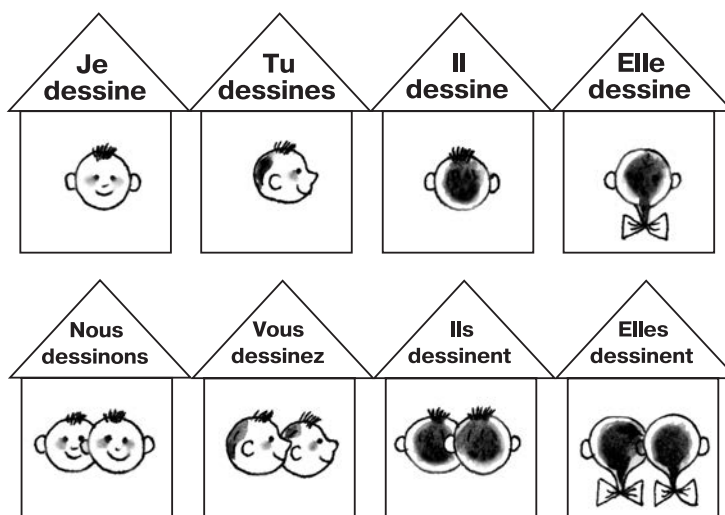 Je
dessine
Tu
dessines
Il
dessine
Elle
dessine
Nous
dessinons
Vous
dessinez
Ils
dessinent
Elles
dessinent